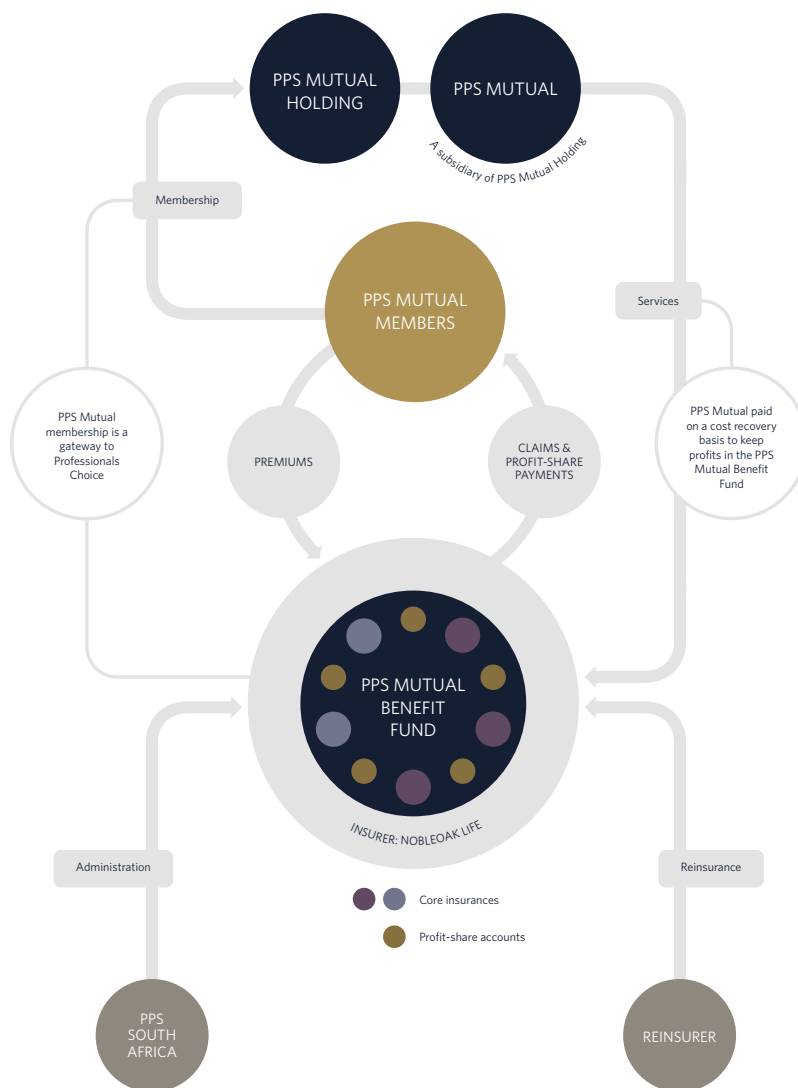 PPS MUTUAL
HOLDING
PPS MUTUAL
A subsidiary of PPS Mutual Holding
Membership
PPS MUTUAL
MEMBERS
Services
PPS Mutual
membership is a
gateway to
Professionals
Choice
PREMIUMS
CLAIMS &
PROFIT-SHARE
PAYMENTS
PPS Mutual paid
on a cost recovery
basis to keep
profits in the PPS
Mutual Benefit
Fund
PPS MUTUAL
BENEFIT
FUND
INSURER: NOBLEOAK LIFE
Administration
Reinsurance
Core insurances
Profit-share accounts
PPS
SOUTH
AFRICA
REINSURER